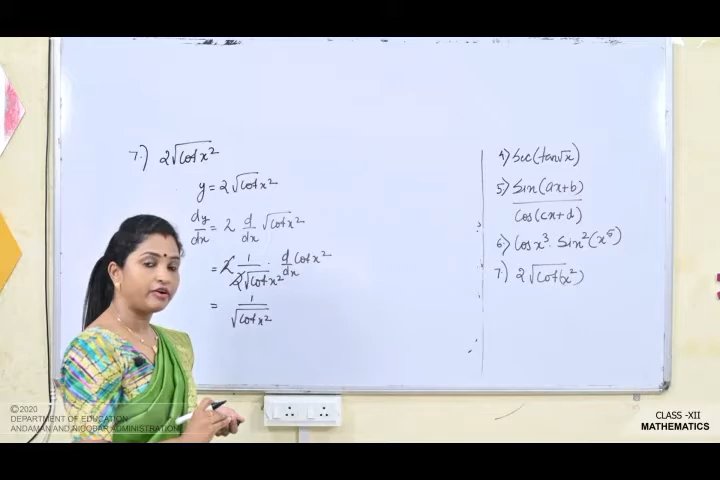 7.) 2√cot x²
y = 2√cot x²
dy/dx = 2 d/dx √cot x²
= 2 1/2√cot x² . d/dx cot x²
= 1/√cot x²
4) sec(tan√x)
5) sin(ax+b)
cos(cx+d)
6) cos x³ . sin²(x⁵)
7) 2√cot(x²)
©2020
DEPARTMENT OF EDUCATION
ANDAMAN AND NICOBAR ADMINISTRATION
CLASS -XII
MATHEMATICS